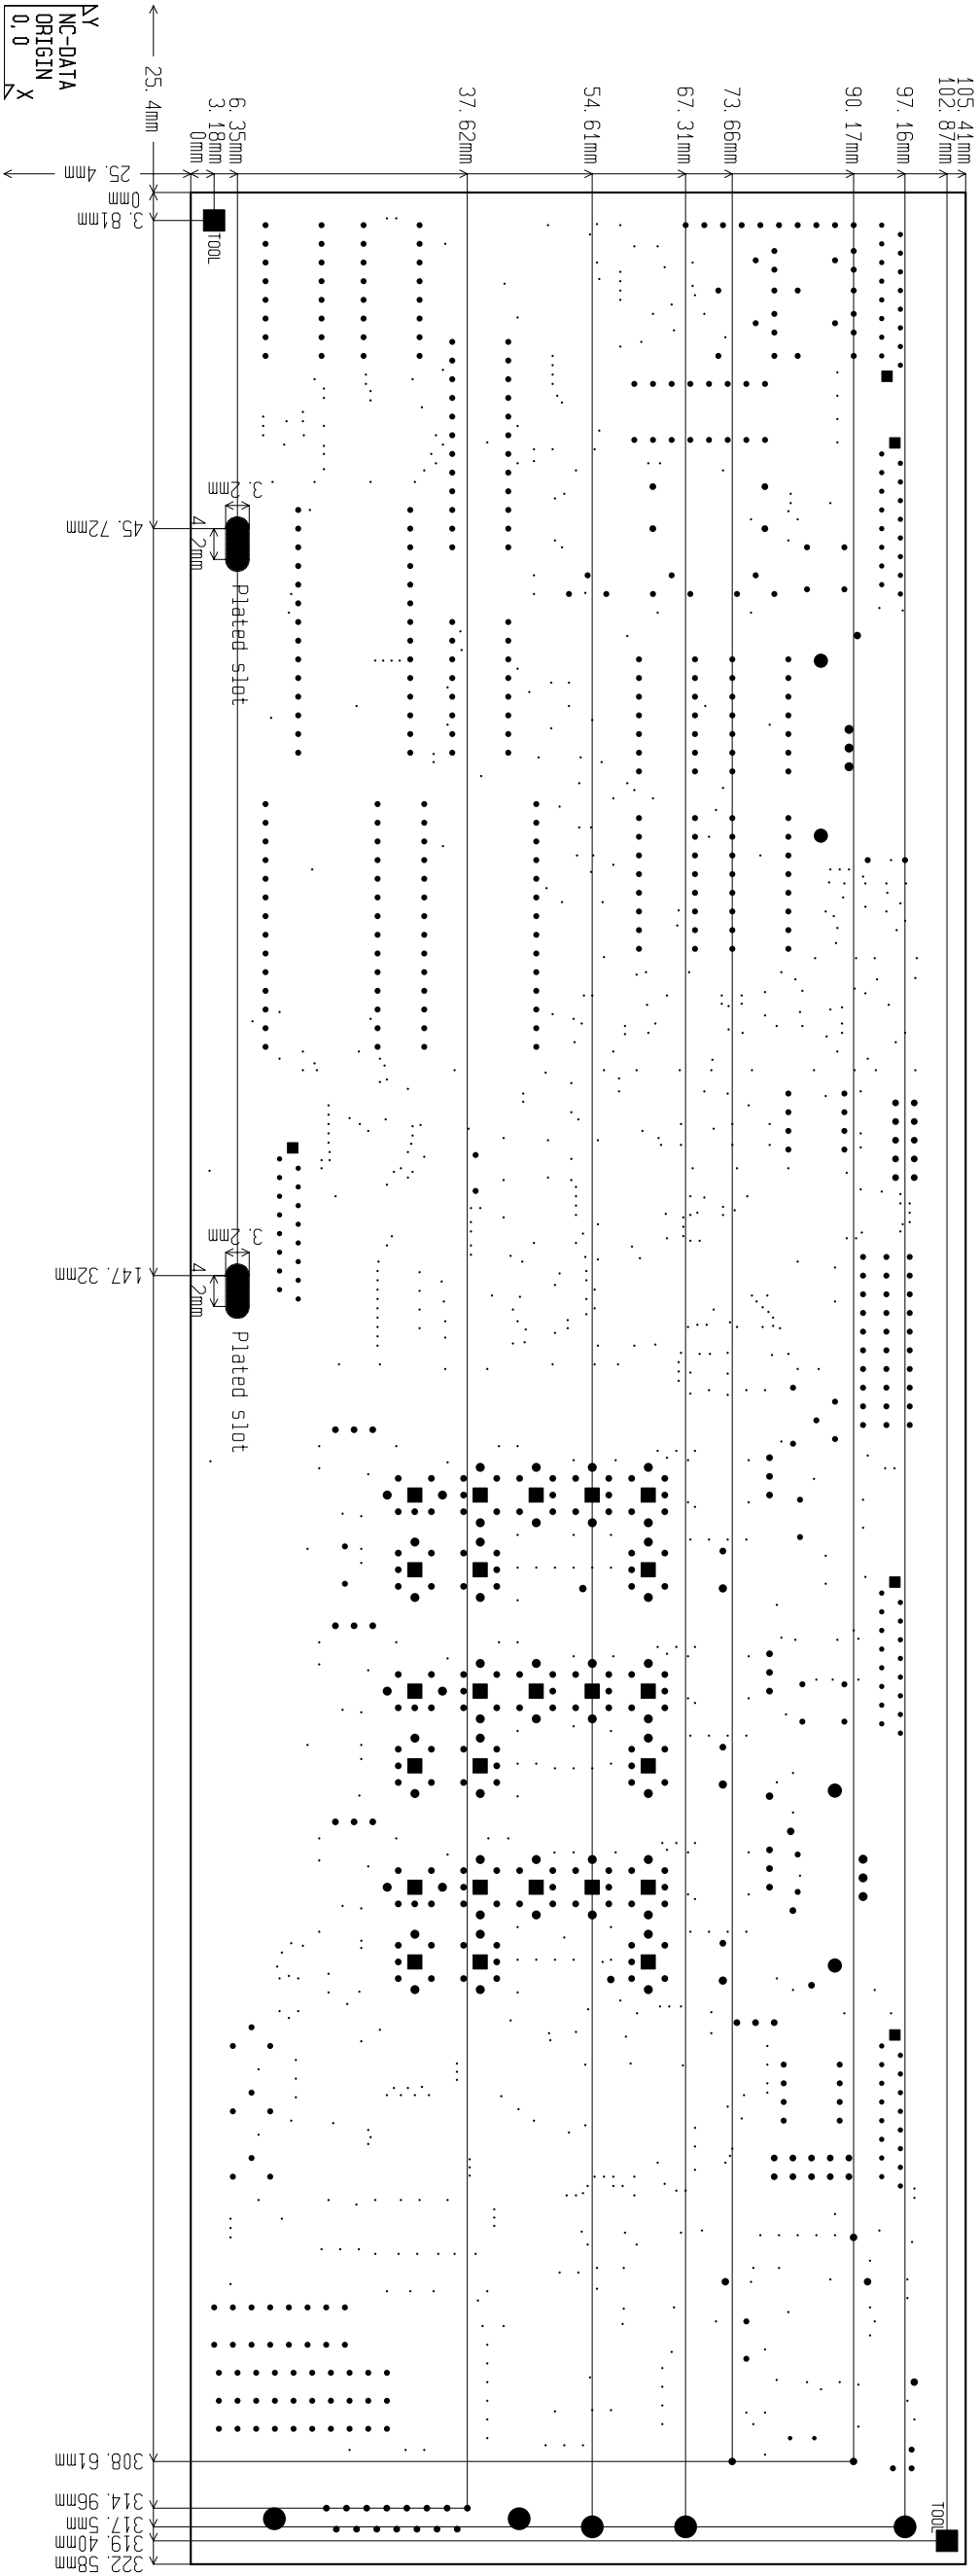 Y
NC-DATA
ORIGIN
0,0
X
25.4mm
25.4mm
0mm
3.18mm
6.35mm
37.62mm
54.61mm
67.31mm
73.66mm
90.17mm
97.16mm
102.87mm
105.41mm
0mm
3.81mm
45.72mm
147.32mm
308.61mm
314.96mm
317.5mm
319.40mm
322.58mm
TOOL
3.2mm
4.2mm
Plated slot
3.2mm
4.2mm
Plated slot
TOOL